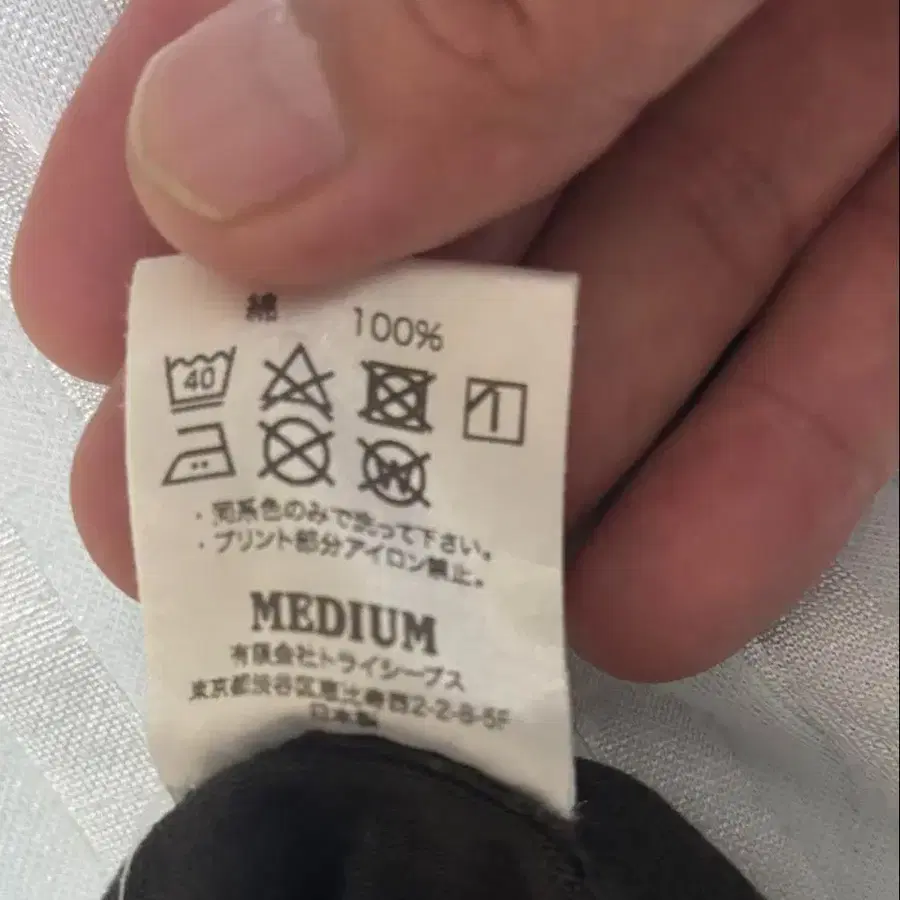 綿 100%
40
W
・同系色のみで洗って下さい。
・プリント部分アイロン禁止。
MEDIUM
有限会社トライシープス
東京都渋谷区恵比寿西2-2-8-5F
日本製